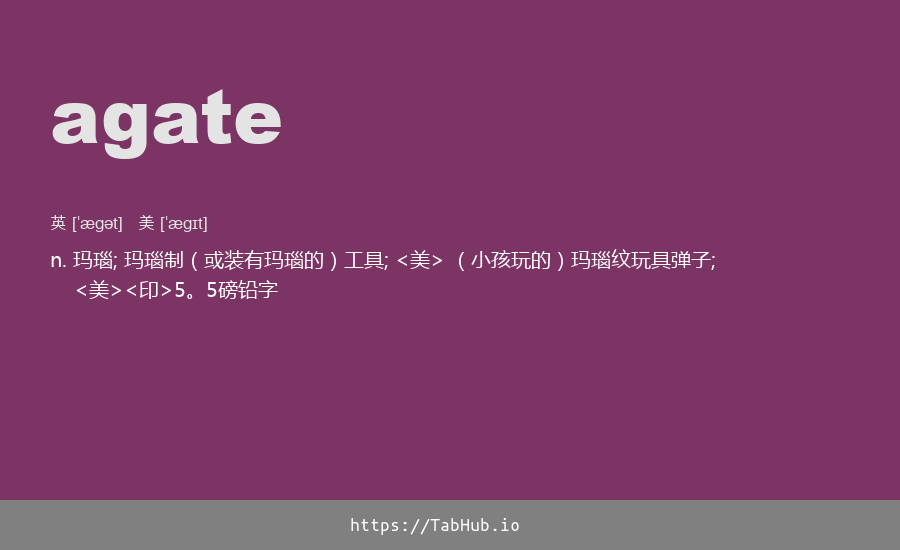 agate
英 ['ægət] 美 ['ægɪt]
n. 玛瑙; 玛瑙制（或装有玛瑙的）工具; <美> （小孩玩的）玛瑙纹玩具弹子;
<美><印>5。5磅铅字
https://TabHub.io